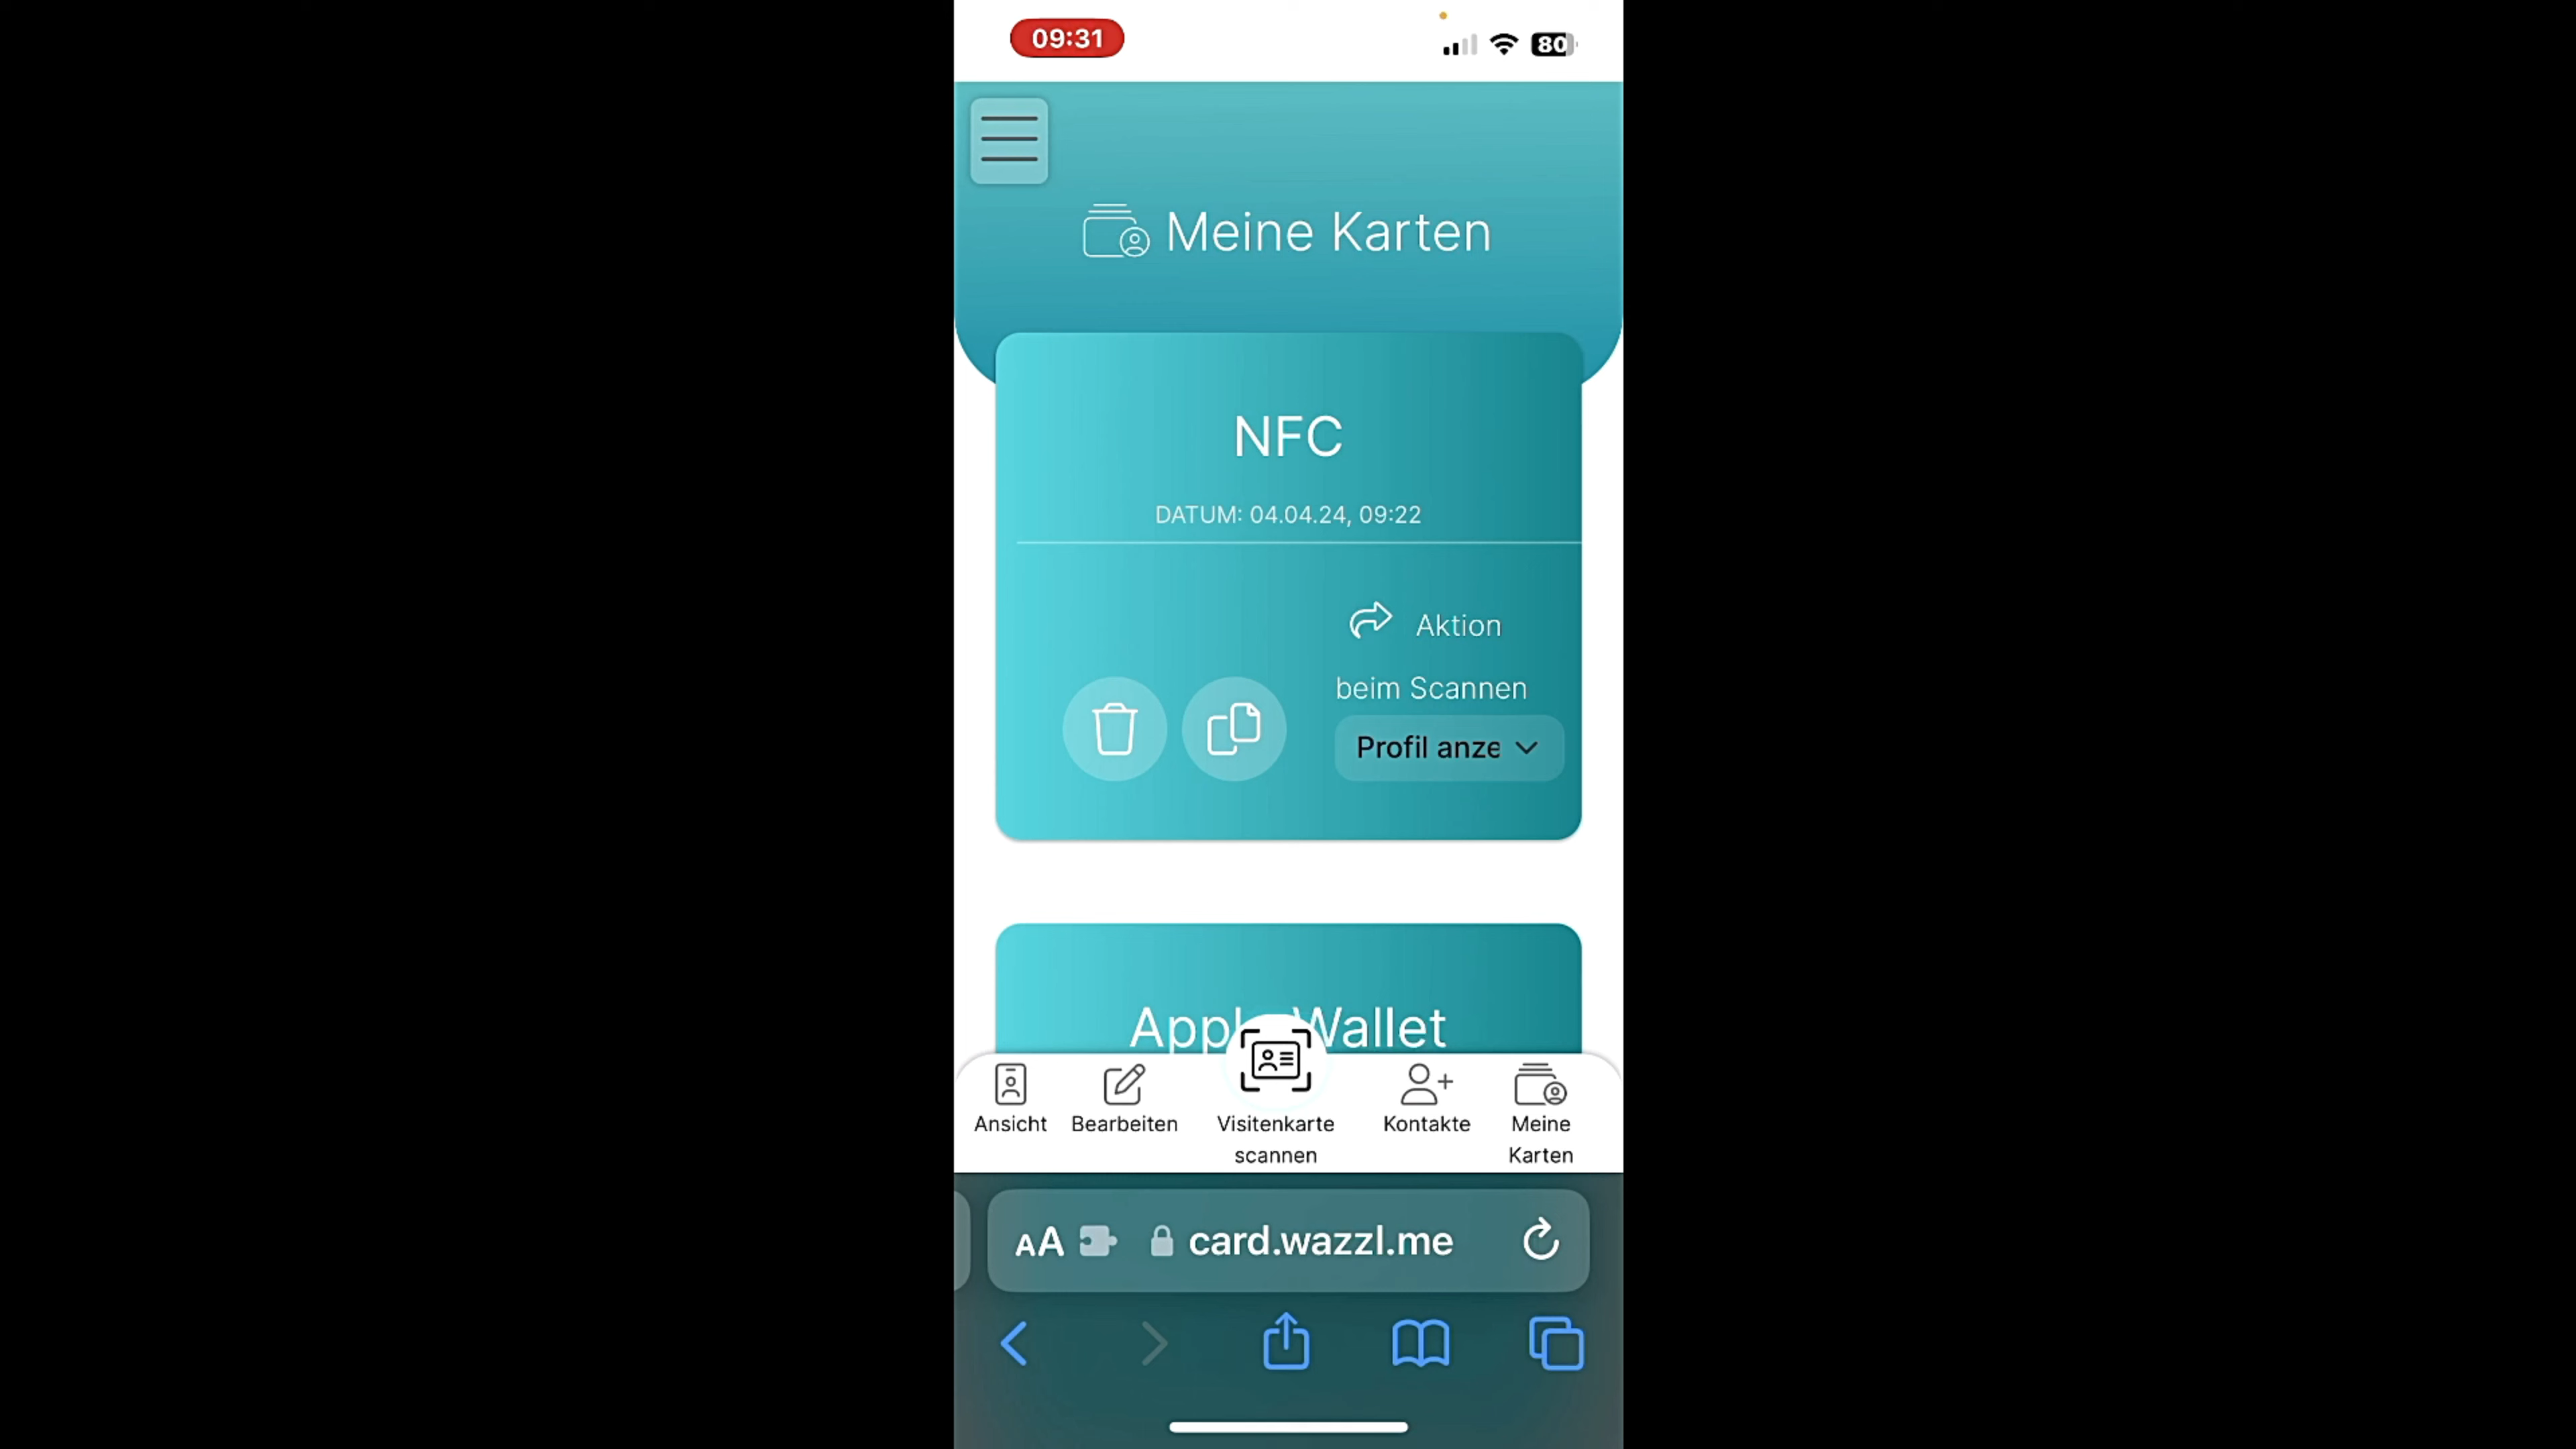 09:31
80
Meine Karten
NFC
DATUM: 04.04.24, 09:22
Aktion
beim Scannen
Profil anze
Apple Wallet
Ansicht
Bearbeiten
Visitenkarte
scannen
Kontakte
Meine
Karten
AA
card.wazzl.me